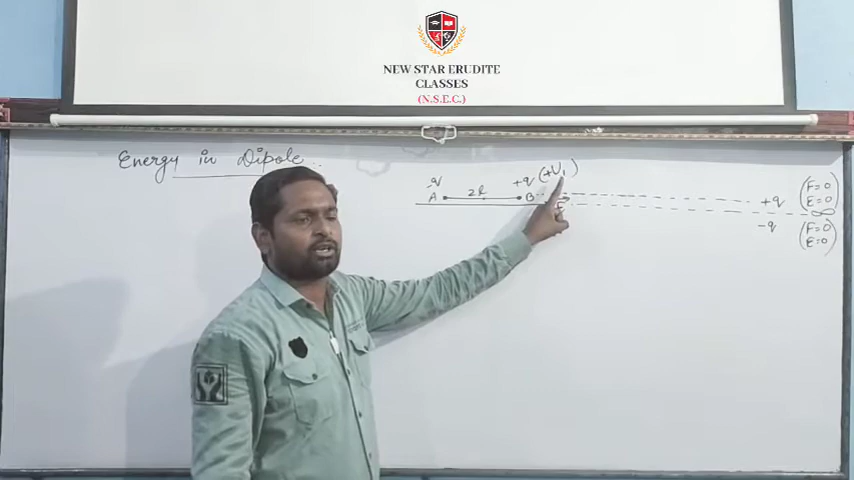 NEW STAR ERUDITE
CLASSES
(N.S.E.C.)
Energy in Dipole...
-q
+q (+U₁)
A 2l B
+q (F=0
E=0)
∞
-q (F=0
E=0)